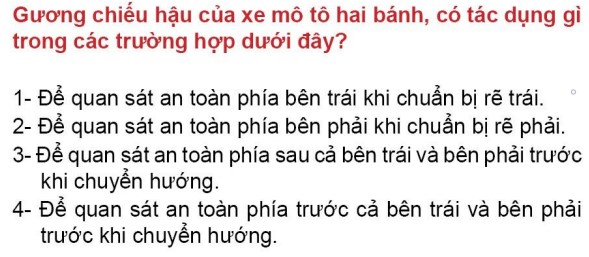 Gương chiếu hậu của xe mô tô hai bánh, có tác dụng gì
trong các trường hợp dưới đây?
1- Để quan sát an toàn phía bên trái khi chuẩn bị rẽ trái.
2- Để quan sát an toàn phía bên phải khi chuẩn bị rẽ phải.
3- Để quan sát an toàn phía sau cả bên trái và bên phải trước
khi chuyển hướng.
4- Để quan sát an toàn phía trước cả bên trái và bên phải
trước khi chuyển hướng.